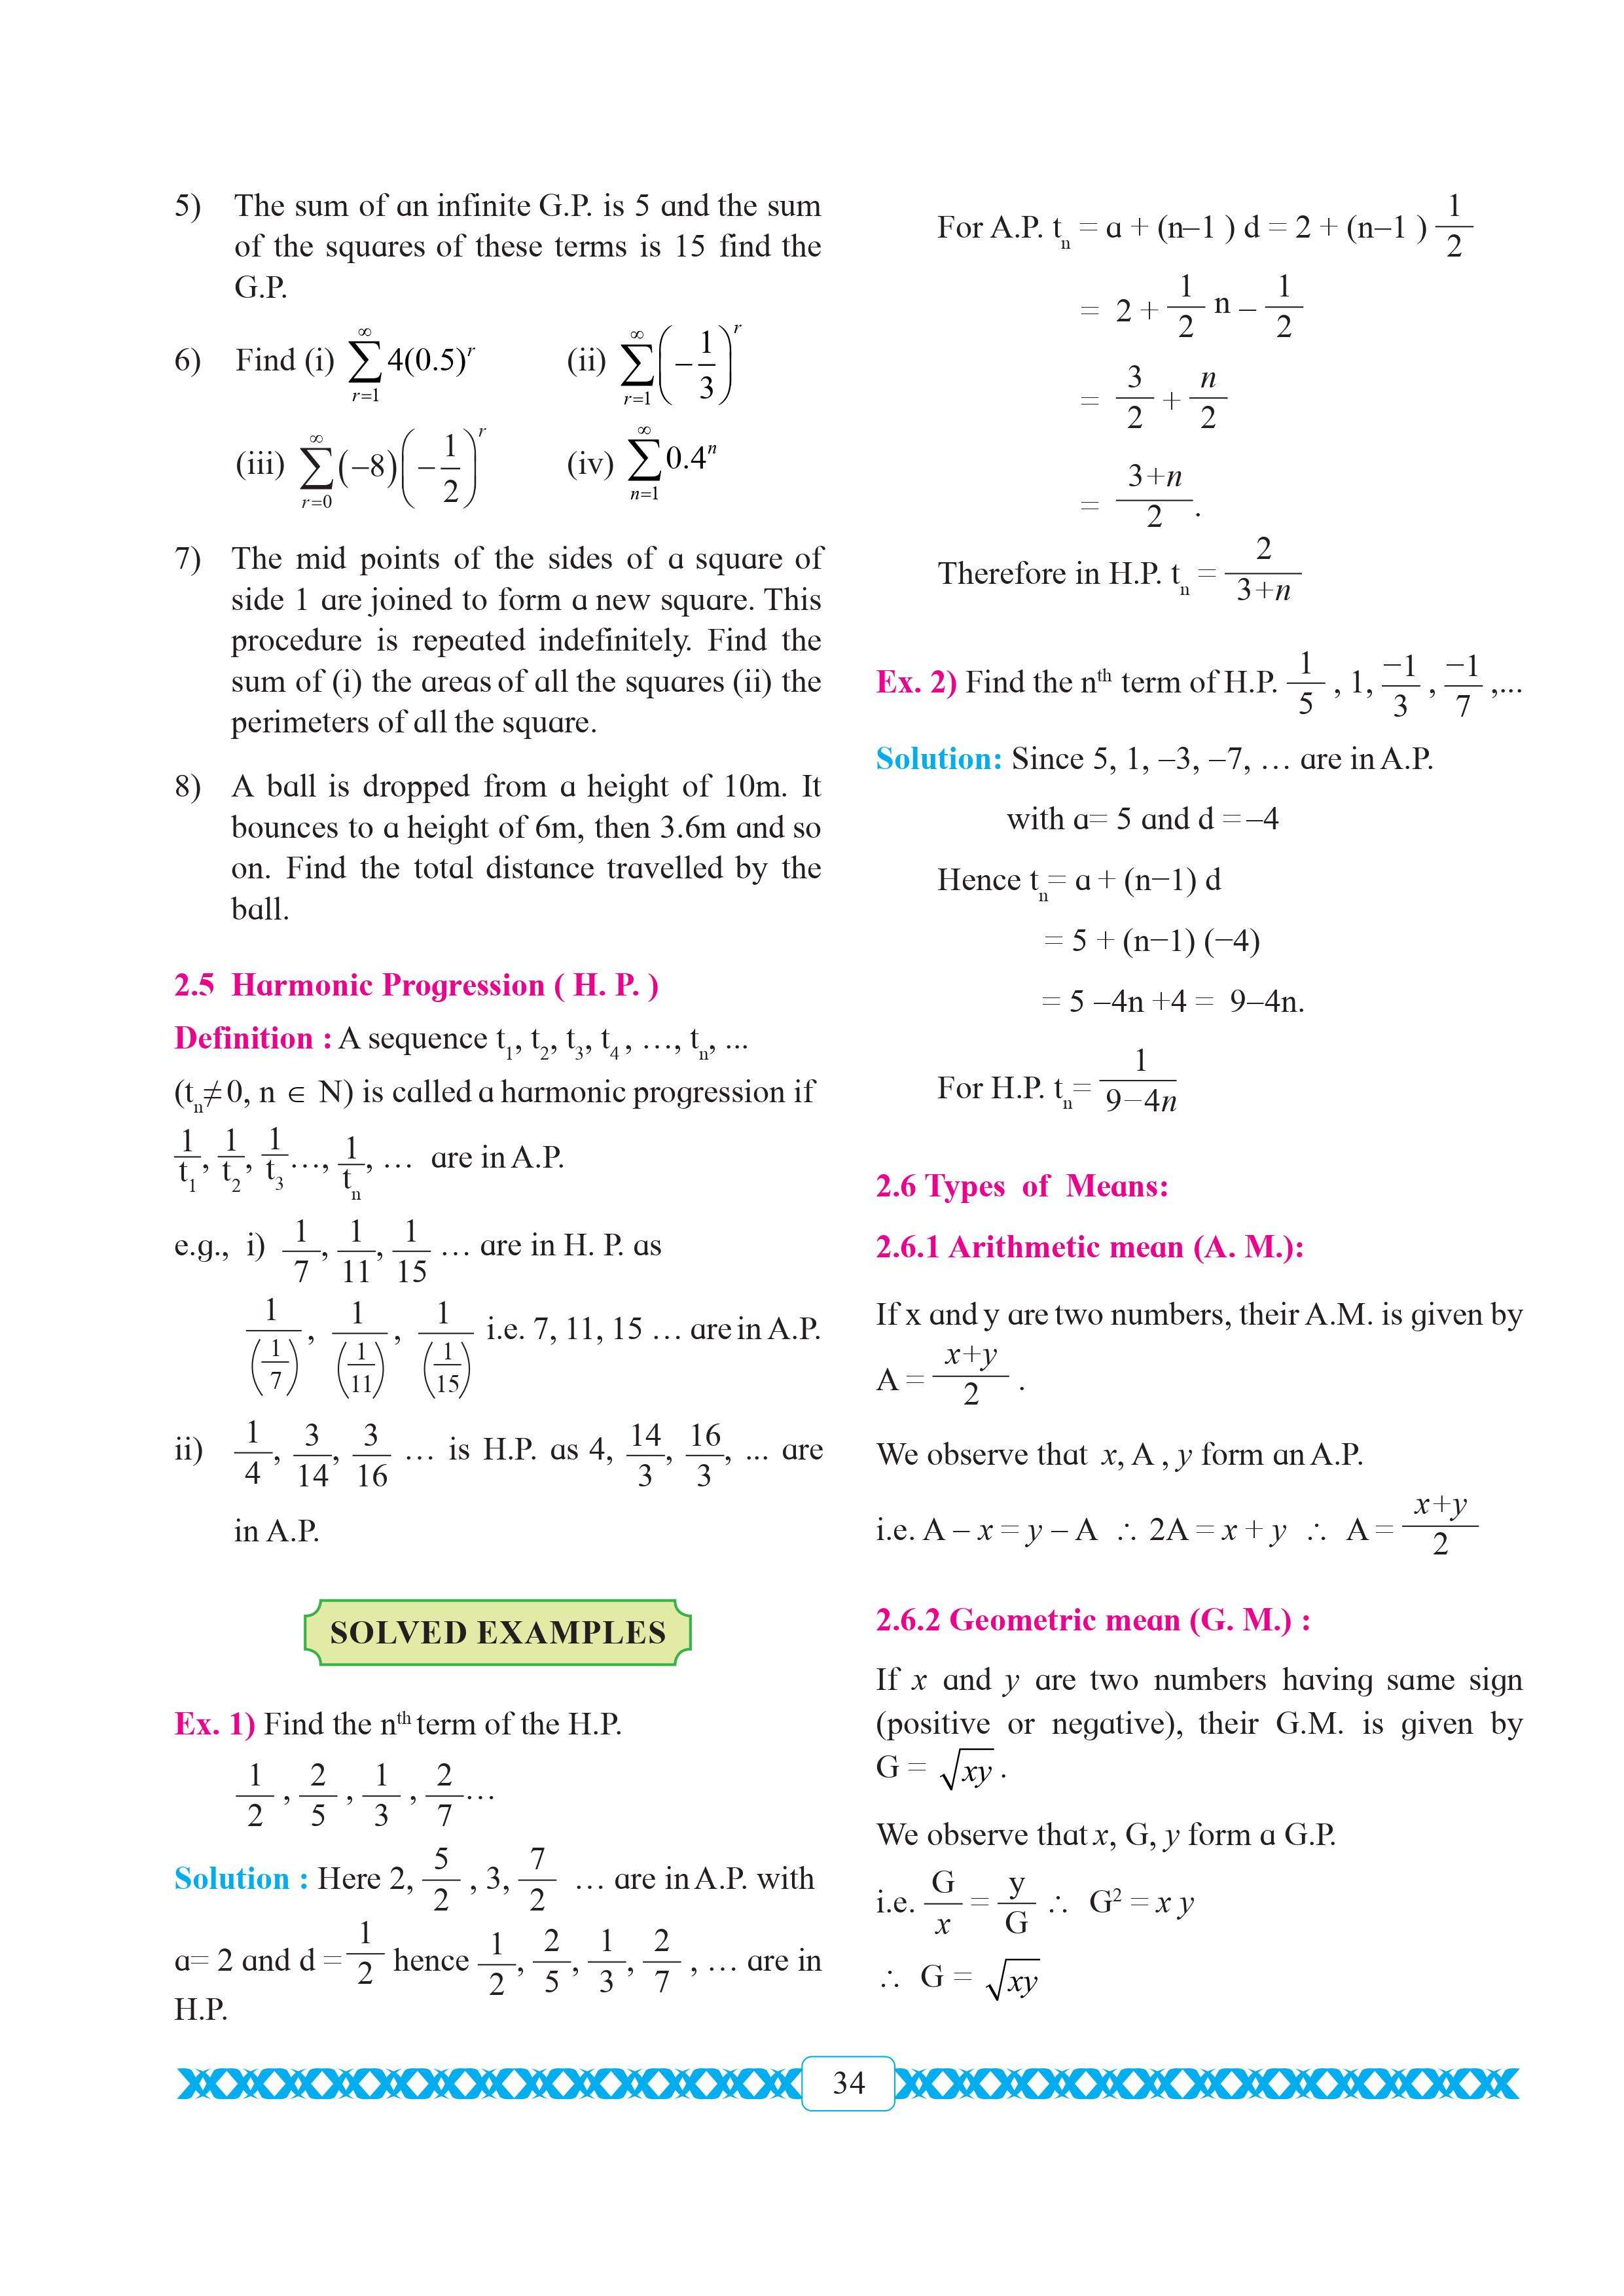 5) The sum of an infinite G.P. is 5 and the sum
of the squares of these terms is 15 find the
G.P.
6) Find (i) $\sum_{r=1}^{\infty} 4(0.5)^r$ (ii) $\sum_{r=1}^{\infty} \left(-\frac{1}{3}\right)^r$
(iii) $\sum_{r=0}^{\infty} (-8)\left(-\frac{1}{2}\right)^r$ (iv) $\sum_{n=1}^{\infty} 0.4^n$
7) The mid points of the sides of a square of
side 1 are joined to form a new square. This
procedure is repeated indefinitely. Find the
sum of (i) the areas of all the squares (ii) the
perimeters of all the square.
8) A ball is dropped from a height of 10m. It
bounces to a height of 6m, then 3.6m and so
on. Find the total distance travelled by the
ball.
2.5 Harmonic Progression ( H. P. )
Definition : A sequence $t_1, t_2, t_3, t_4, …, t_n, ...$
($t_n \neq 0$, n ∈ N) is called a harmonic progression if
$\frac{1}{t_1}, \frac{1}{t_2}, \frac{1}{t_3} …, \frac{1}{t_n}, …$ are in A.P.
e.g., i) $\frac{1}{7}, \frac{1}{11}, \frac{1}{15}$ … are in H. P. as
$\frac{1}{\left(\frac{1}{7}\right)}, \frac{1}{\left(\frac{1}{11}\right)}, \frac{1}{\left(\frac{1}{15}\right)}$ i.e. 7, 11, 15 … are in A.P.
ii) $\frac{1}{4}, \frac{3}{14}, \frac{3}{16}$ … is H.P. as 4, $\frac{14}{3}, \frac{16}{3}$, ... are
in A.P.
SOLVED EXAMPLES
Ex. 1) Find the n<sup>th</sup> term of the H.P.
$\frac{1}{2}, \frac{2}{5}, \frac{1}{3}, \frac{2}{7}$…
Solution : Here 2, $\frac{5}{2}$ , 3, $\frac{7}{2}$ … are in A.P. with
a= 2 and d = $\frac{1}{2}$ hence $\frac{1}{2}, \frac{2}{5}, \frac{1}{3}, \frac{2}{7}$ , … are in
H.P.
For A.P. $t_n$ = a + (n–1 ) d = 2 + (n–1 ) $\frac{1}{2}$
= 2 + $\frac{1}{2}$ n – $\frac{1}{2}$
= $\frac{3}{2}$ + $\frac{n}{2}$
= $\frac{3+n}{2}$.
Therefore in H.P. $t_n$ = $\frac{2}{3+n}$
Ex. 2) Find the n<sup>th</sup> term of H.P. $\frac{1}{5}$ , 1, $\frac{-1}{3}$ , $\frac{-1}{7}$ ,...
Solution: Since 5, 1, –3, –7, … are in A.P.
with a= 5 and d = –4
Hence $t_n$= a + (n−1) d
= 5 + (n−1) (−4)
= 5 –4n +4 = 9–4n.
For H.P. $t_n$= $\frac{1}{9-4n}$
2.6 Types of Means:
2.6.1 Arithmetic mean (A. M.):
If x and y are two numbers, their A.M. is given by
A = $\frac{x+y}{2}$ .
We observe that x, A , y form an A.P.
i.e. A – x = y – A ∴ 2A = x + y ∴ A = $\frac{x+y}{2}$
2.6.2 Geometric mean (G. M.) :
If x and y are two numbers having same sign
(positive or negative), their G.M. is given by
G = $\sqrt{xy}$ .
We observe that x, G, y form a G.P.
i.e. $\frac{G}{x}$ = $\frac{y}{G}$ ∴ G² = x y
∴ G = $\sqrt{xy}$
34